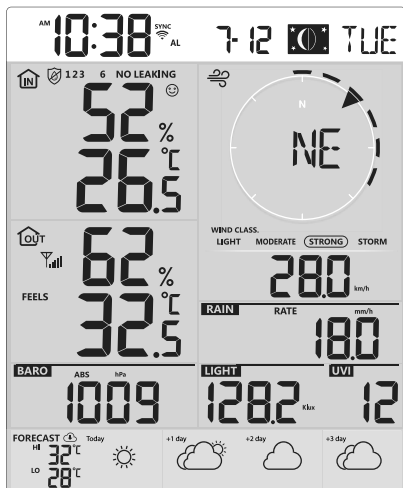 AM 10:38 SYNC AL 7-12 TUE
IN 1 2 3 6 NO LEAKING
52 %
26.5 °C
N
NE
WIND CLASS.
LIGHT MODERATE STRONG STORM
28.0 km/h
OUT
62 %
FEELS 32.5 °C
RAIN RATE mm/h
18.0
BARO ABS hPa
1009
LIGHT
128.2 Klux
UVI
12
FORECAST Today +1 day +2 day +3 day
HI 32°C
LO 28°C